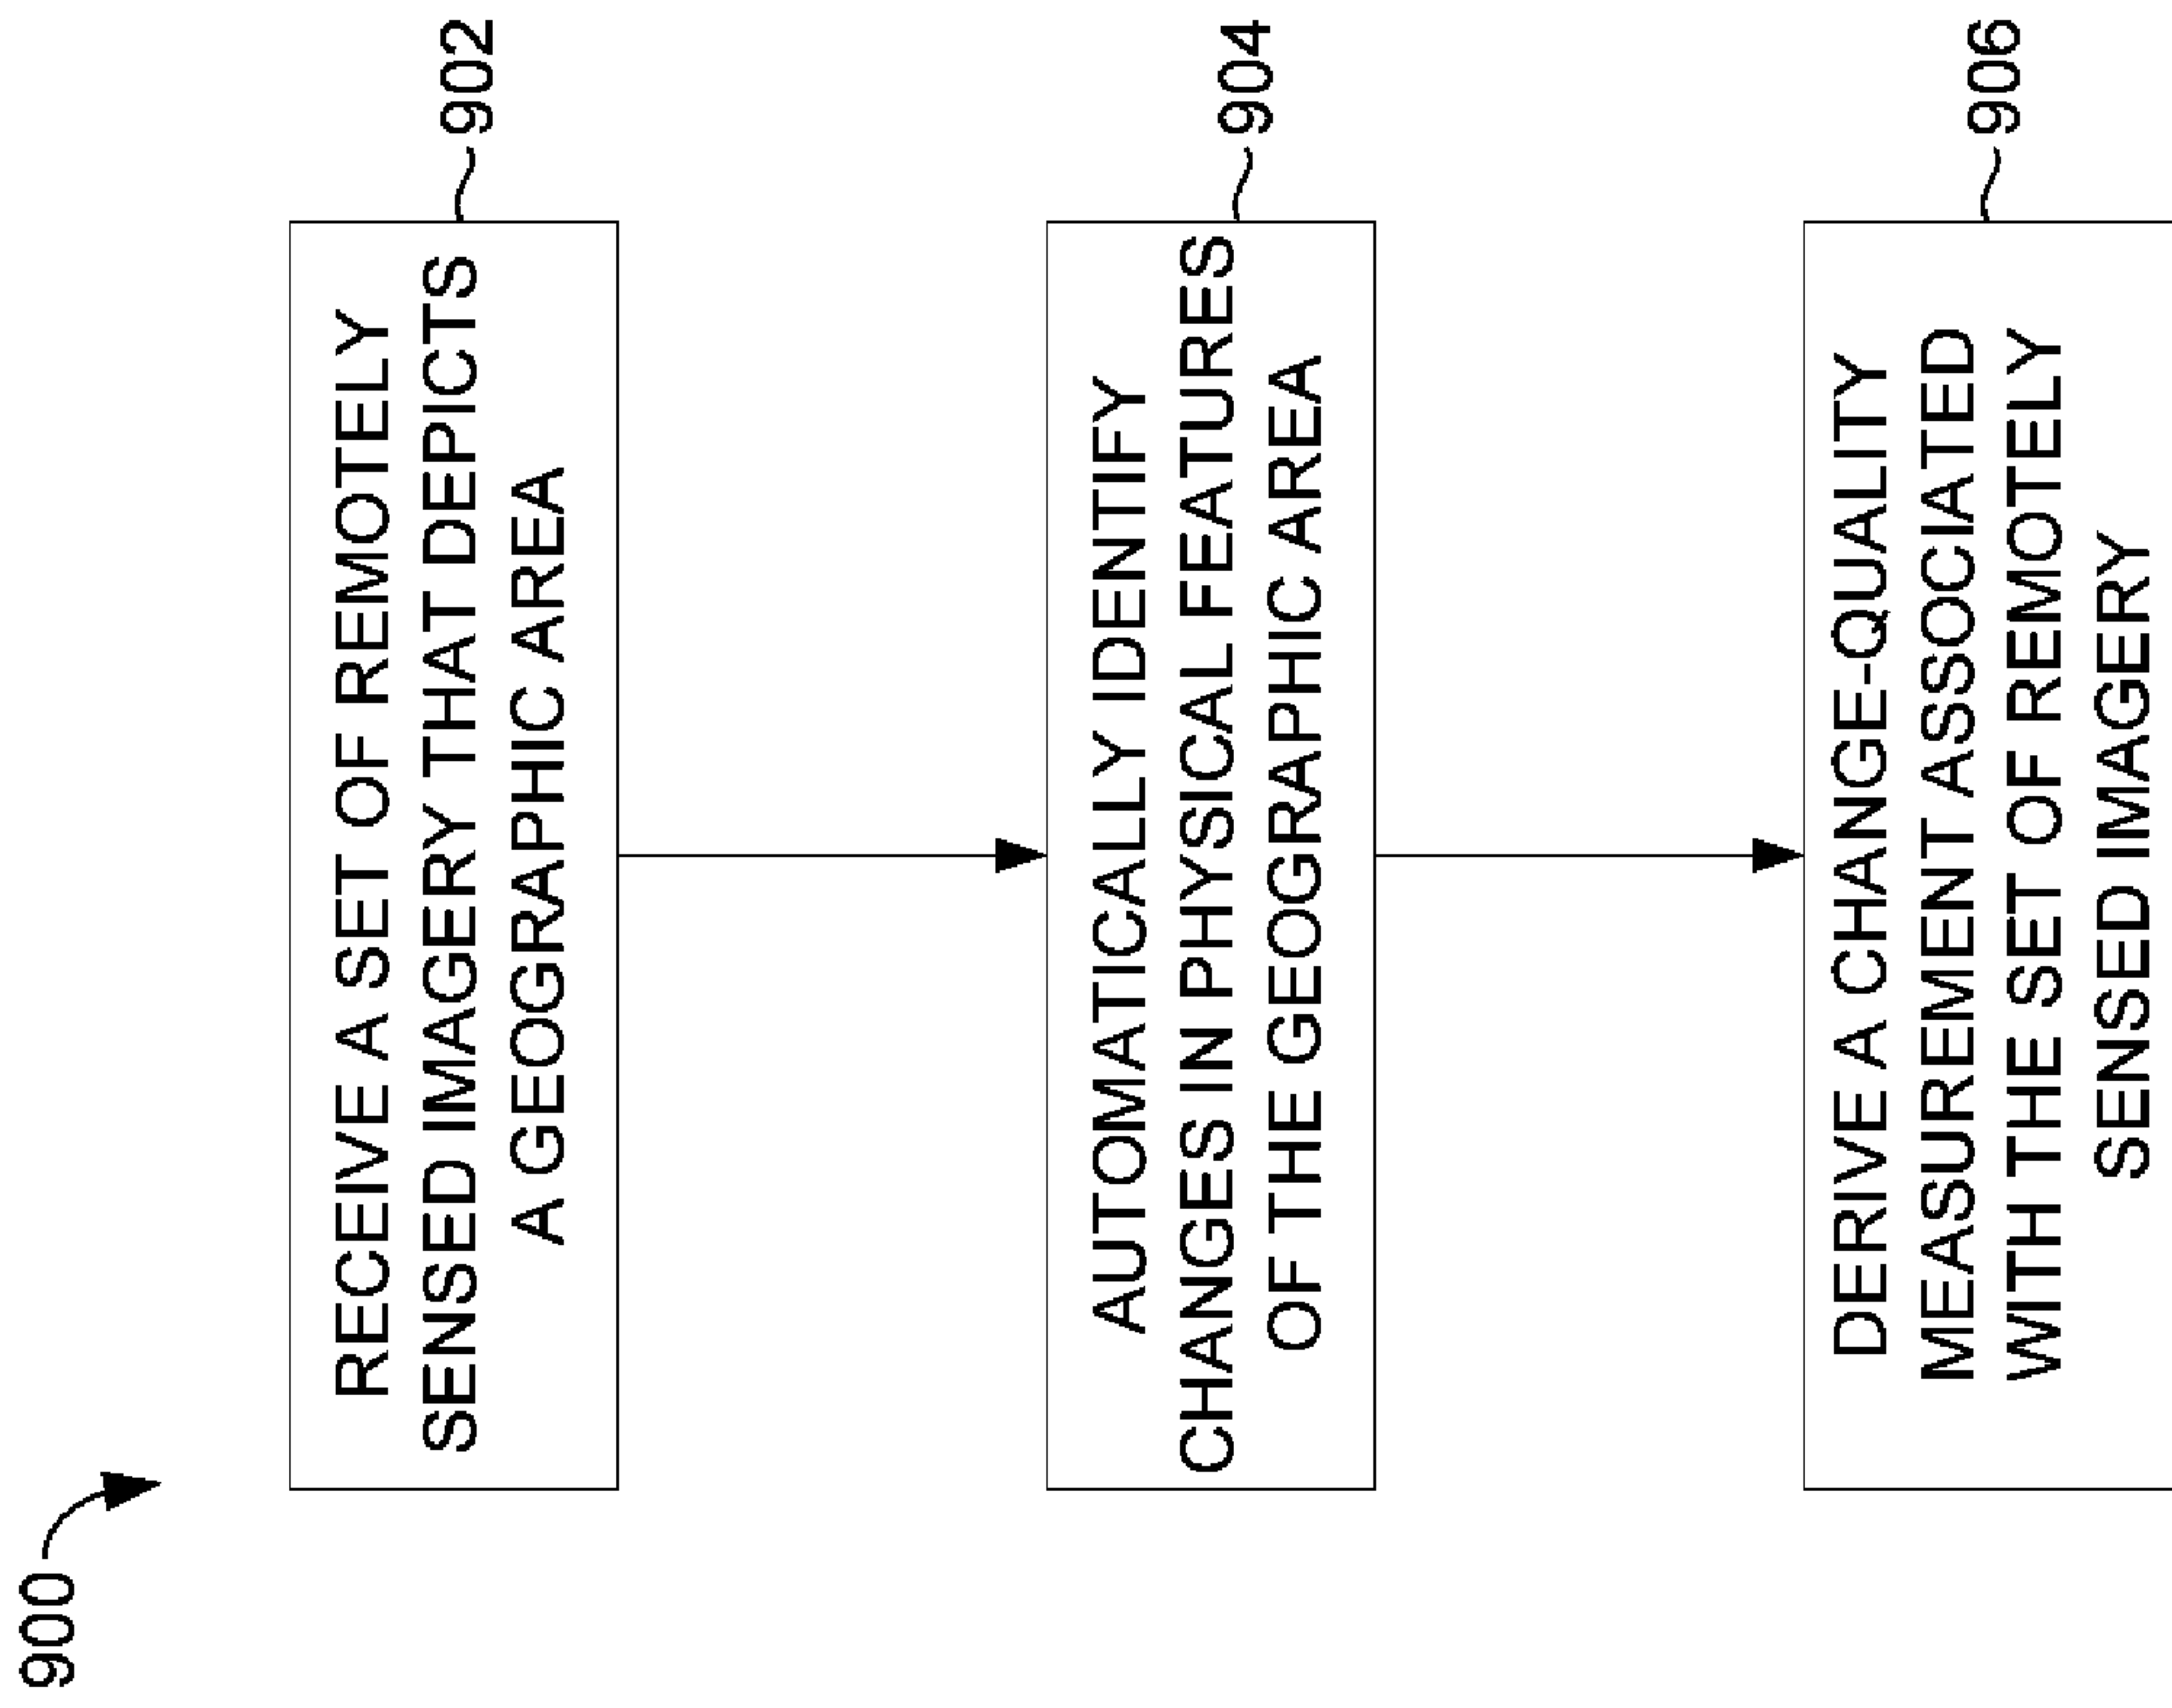 900
RECEIVE A SET OF REMOTELY
SENSED IMAGERY THAT DEPICTS
A GEOGRAPHIC AREA
902
AUTOMATICALLY IDENTIFY
CHANGES IN PHYSICAL FEATURES
OF THE GEOGRAPHIC AREA
904
DERIVE A CHANGE-QUALITY
MEASUREMENT ASSOCIATED
WITH THE SET OF REMOTELY
SENSED IMAGERY
906